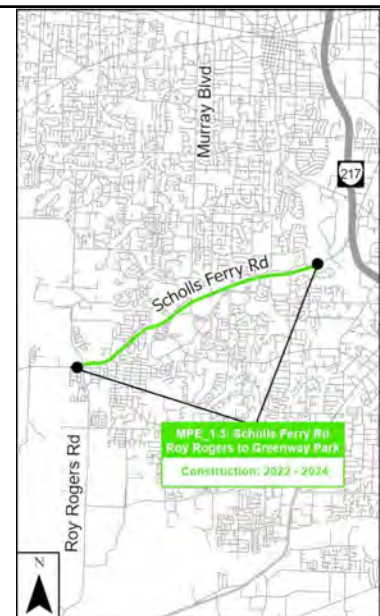 Murray Blvd
217
Scholls Ferry Rd
MPE_1.3: Scholls Ferry Rd
Roy Rogers to Greenway Park
Construction: 2022 - 2024
Roy Rogers Rd
N